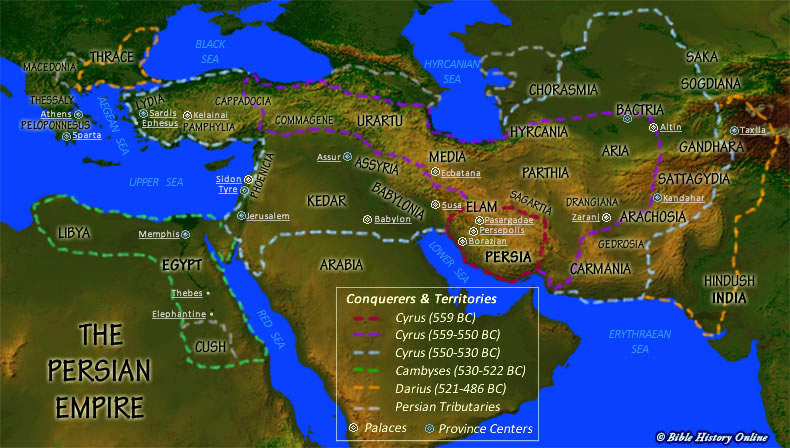 BLACK
SEA
THRACE
MACEDONIA
THESSALY
Athens
PELOPONNESUS
Sparta
AEGEAN SEA
LYDIA
Sardis
Ephesus
Kelainai
PAMPHYLIA
CAPPADOCIA
COMMAGENE
URARTU
HYRCANIAN
SEA
CHORASMIA
SAKA
SOGDIANA
BACTRIA
Altin
HYRCANIA
ARIA
GANDHARA
Taxila
SATTAGYDIA
Kandahar
MEDIA
Ecbatana
PARTHIA
SAGARTIA
DRANGIANA
Zarani
ARACHOSIA
GEDROSIA
CARMANIA
HINDUSH
INDIA
Assur
ASSYRIA
UPPER SEA
Sidon
Tyre
PHOENICIA
KEDAR
BABYLONIA
Babylon
Susa
ELAM
Pasargadae
Persepolis
Borazjan
PERSIA
LOWER SEA
Jerusalem
LIBYA
Memphis
EGYPT
Thebes
Elephantine
CUSH
RED SEA
ARABIA
ERYTHRAEAN
SEA
THE
PERSIAN
EMPIRE
Conquerers & Territories
Cyrus (559 BC)
Cyrus (559-550 BC)
Cyrus (550-530 BC)
Cambyses (530-522 BC)
Darius (521-486 BC)
Persian Tributaries
Palaces
Province Centers
© Bible History Online